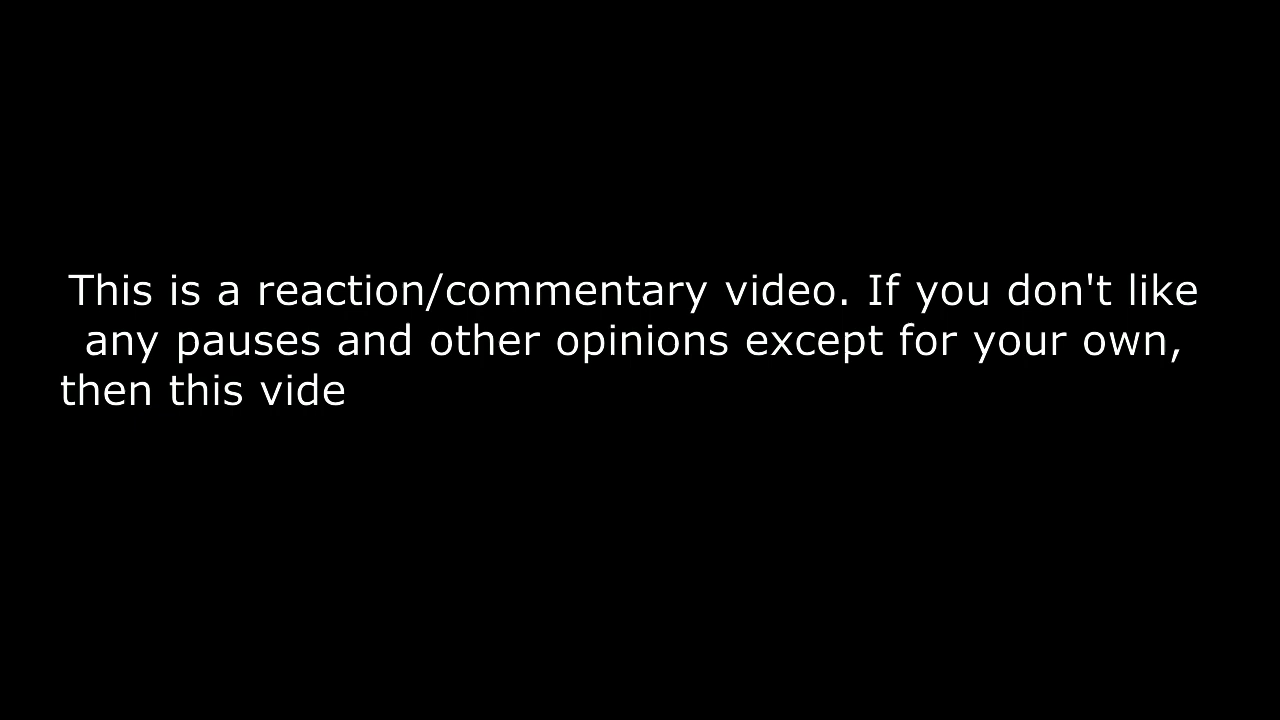 This is a reaction/commentary video. If you don't like
any pauses and other opinions except for your own,
then this vide